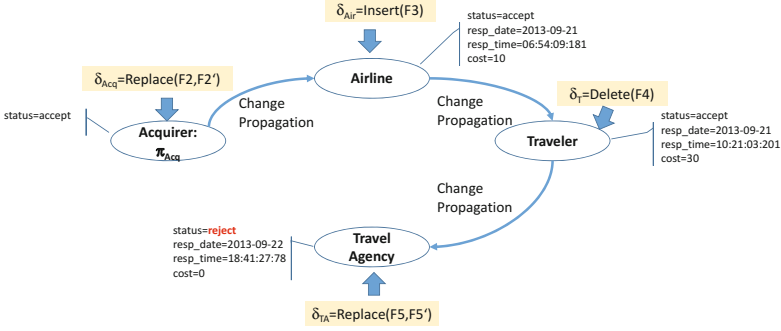 δAir=Insert(F3)
status=accept
resp_date=2013-09-21
resp_time=06:54:09:181
cost=10
Airline
δAcq=Replace(F2,F2‘)
Change
Propagation
status=accept
Acquirer:
πAcq
Change
Propagation
δT=Delete(F4)
status=accept
resp_date=2013-09-21
resp_time=10:21:03:201
cost=30
Traveler
Change
Propagation
status=reject
resp_date=2013-09-22
resp_time=18:41:27:78
cost=0
Travel
Agency
δTA=Replace(F5,F5‘)